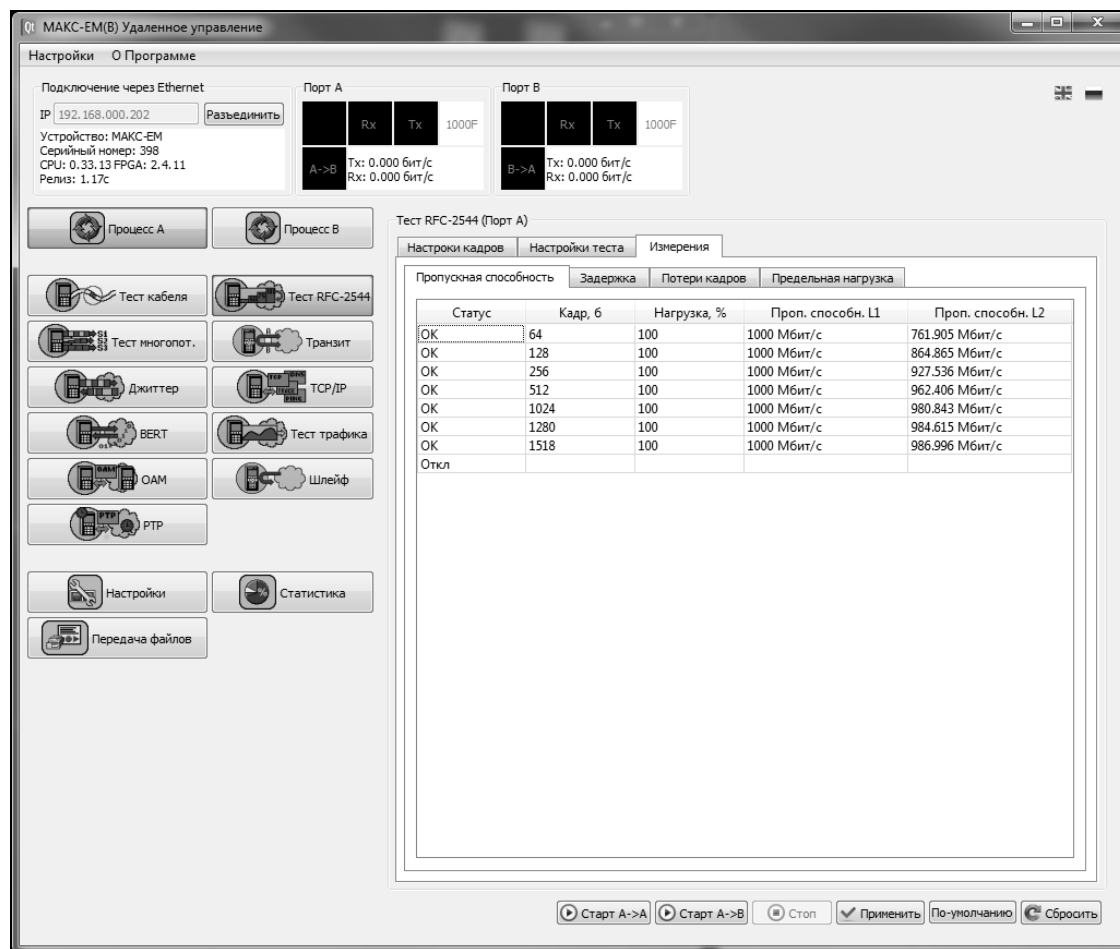 МАКС-ЕМ(В) Удаленное управление
Настройки О Программе
Подключение через Ethernet
IP 192.168.000.202 Разъединить
Устройство: МАКС-ЕМ
Серийный номер: 398
CPU: 0.33.13 FPGA: 2.4.11
Релиз: 1.17c
Порт A
Rx Tx 1000F
A->B Tx: 0.000 бит/с
Rx: 0.000 бит/с
Порт B
Rx Tx 1000F
B->A Tx: 0.000 бит/с
Rx: 0.000 бит/с
Процесс A Процесс B
Тест кабеля Тест RFC-2544
Тест многопот. Транзит
Джиттер TCP/IP
BERT Тест трафика
OAM Шлейф
PTP
Настройки Статистика
Передача файлов
Тест RFC-2544 (Порт A)
Настроки кадров Настройки теста Измерения
Пропускная способность Задержка Потери кадров Предельная нагрузка
Статус Кадр, б Нагрузка, % Проп. способн. L1 Проп. способн. L2
OK 64 100 1000 Мбит/с 761.905 Мбит/с
OK 128 100 1000 Мбит/с 864.865 Мбит/с
OK 256 100 1000 Мбит/с 927.536 Мбит/с
OK 512 100 1000 Мбит/с 962.406 Мбит/с
OK 1024 100 1000 Мбит/с 980.843 Мбит/с
OK 1280 100 1000 Мбит/с 984.615 Мбит/с
OK 1518 100 1000 Мбит/с 986.996 Мбит/с
Откл
Старт A->A Старт A->B Стоп Применить По-умолчанию Сбросить